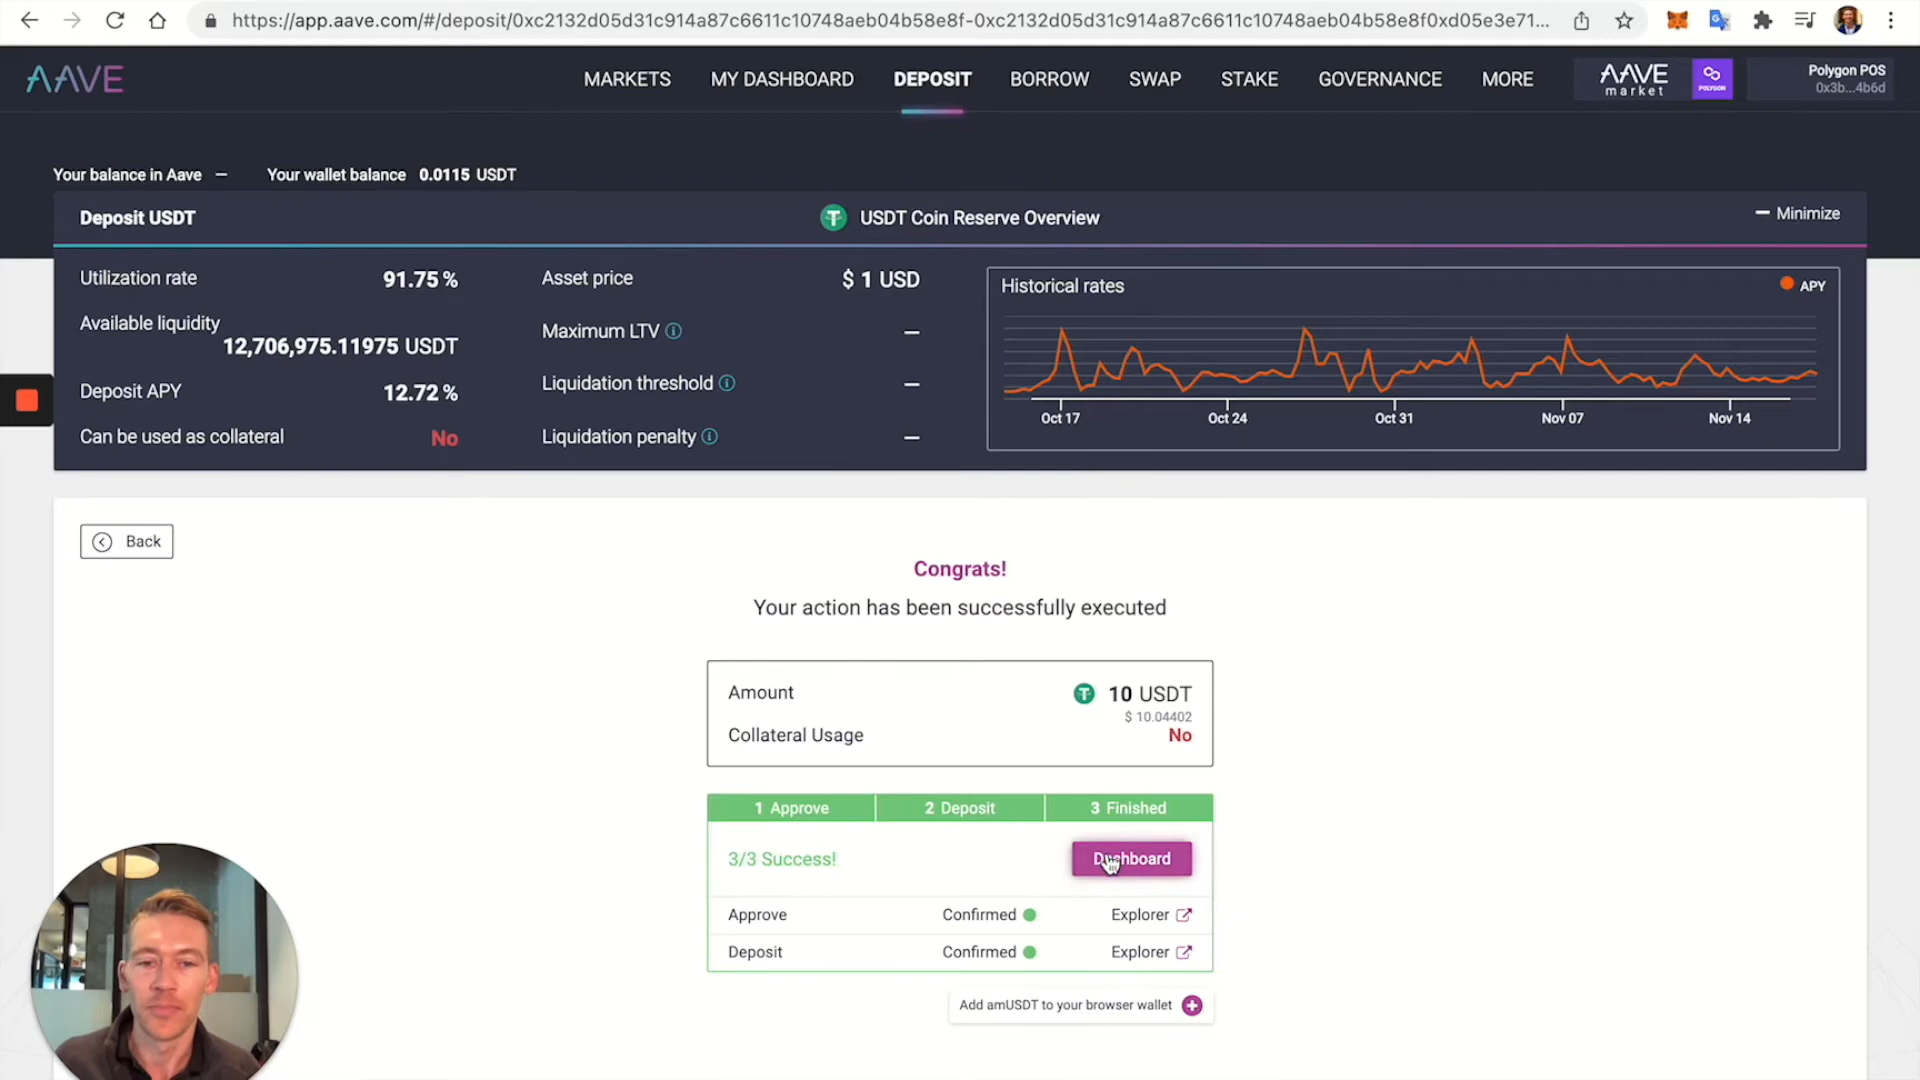 https://app.aave.com/#/deposit/0xc2132d05d31c914a87c6611c10748aeb04b58e8f-0xc2132d05d31c914a87c6611c10748aeb04b58e8f0xd05e3e71...
AAVE
MARKETS
MY DASHBOARD
DEPOSIT
BORROW
SWAP
STAKE
GOVERNANCE
MORE
AAVE
market
POLYGON
Polygon POS
0x3b...4b6d
Your balance in Aave –
Your wallet balance 0.0115 USDT
Deposit USDT
USDT Coin Reserve Overview
Minimize
Utilization rate 91.75 %
Available liquidity
12,706,975.11975 USDT
Deposit APY 12.72 %
Can be used as collateral No
Asset price $ 1 USD
Maximum LTV –
Liquidation threshold –
Liquidation penalty –
Historical rates
APY
Oct 17 Oct 24 Oct 31 Nov 07 Nov 14
Back
Congrats!
Your action has been successfully executed
Amount 10 USDT
$ 10.04402
Collateral Usage No
1 Approve 2 Deposit 3 Finished
3/3 Success! Dashboard
Approve Confirmed Explorer
Deposit Confirmed Explorer
Add amUSDT to your browser wallet